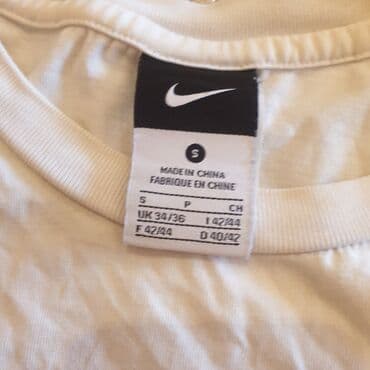 S
MADE IN CHINA
FABRIQUE EN CHINE
S P CH
UK 34/36 I 42/44
F 42/44 D 40/42